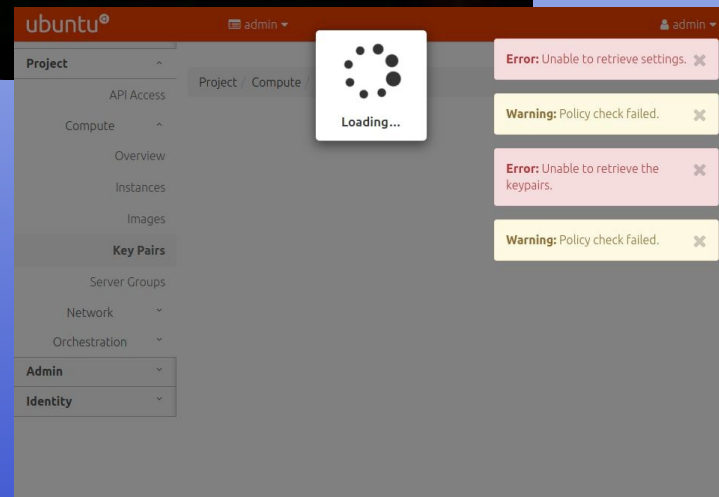 ubuntu®
admin
admin
Project
API Access
Compute
Overview
Instances
Images
Key Pairs
Server Groups
Network
Orchestration
Admin
Identity
Project / Compute /
Loading...
Error: Unable to retrieve settings.
Warning: Policy check failed.
Error: Unable to retrieve the
keypairs.
Warning: Policy check failed.